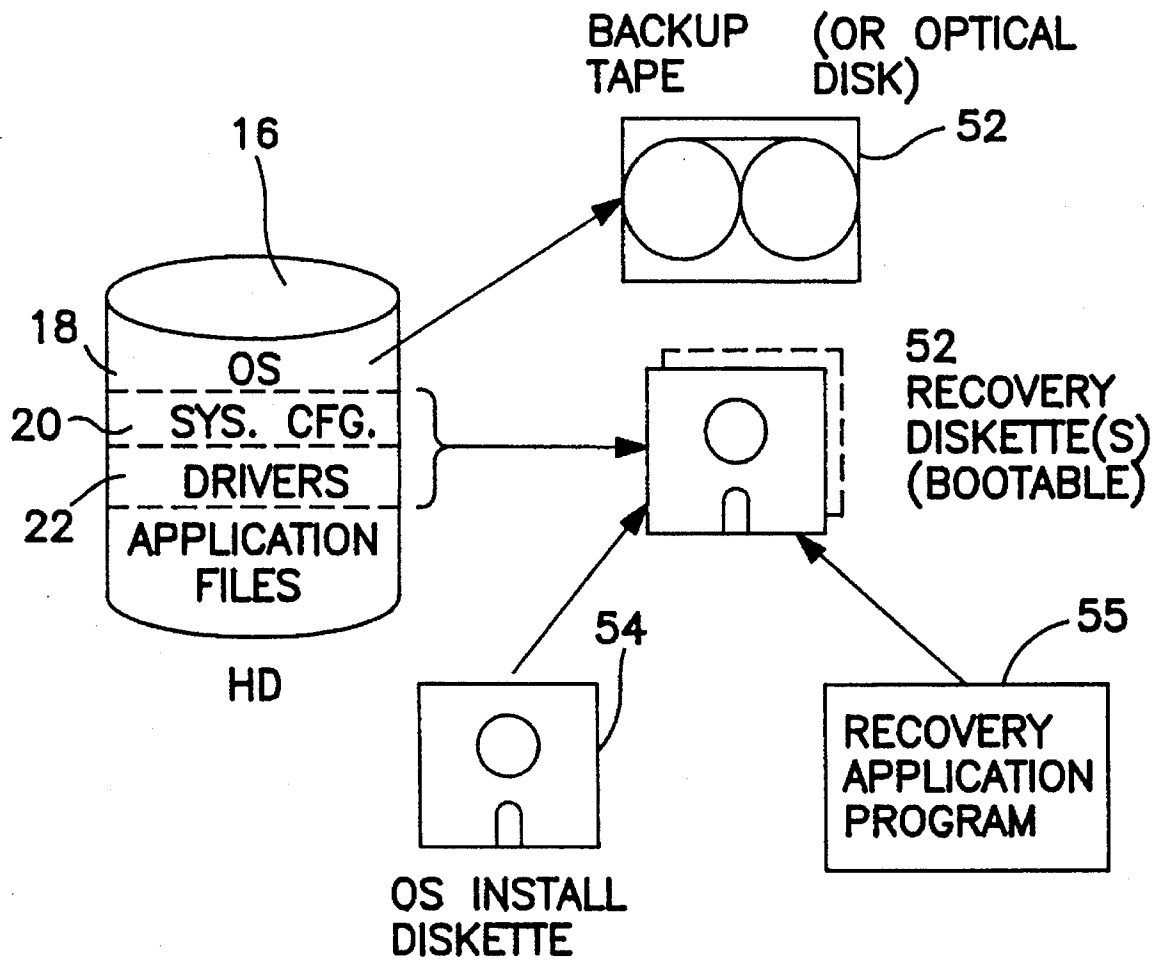 BACKUP (OR OPTICAL
TAPE DISK)
52
16
18
OS
20
SYS. CFG.
22
DRIVERS
APPLICATION
FILES
HD
52
RECOVERY
DISKETTE(S)
(BOOTABLE)
54
OS INSTALL
DISKETTE
55
RECOVERY
APPLICATION
PROGRAM